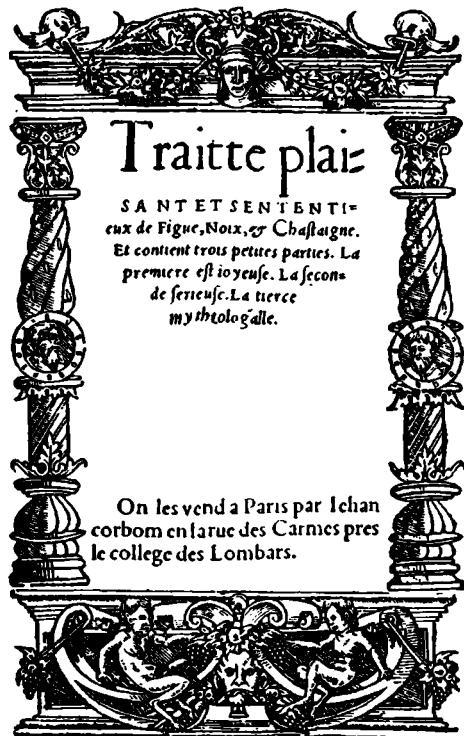 Traitte plai⸗
SANT ET SENTENTI⸗
eux de Figue, Noix, & Chaſtaigne.
Et contient trois petites parties. La
premiere eſt ioyeuſe. La ſecon⸗
de ſerieuſe. La tierce
mythologalle.
On les vend a Paris par Iehan
corbom en la rue des Carmes pres
le college des Lombars.